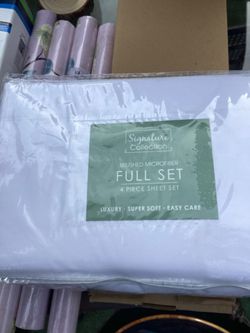 Signature
Collection
BRUSHED MICROFIBER
FULL SET
4 PIECE SHEET SET
LUXURY · SUPER SOFT · EASY CARE